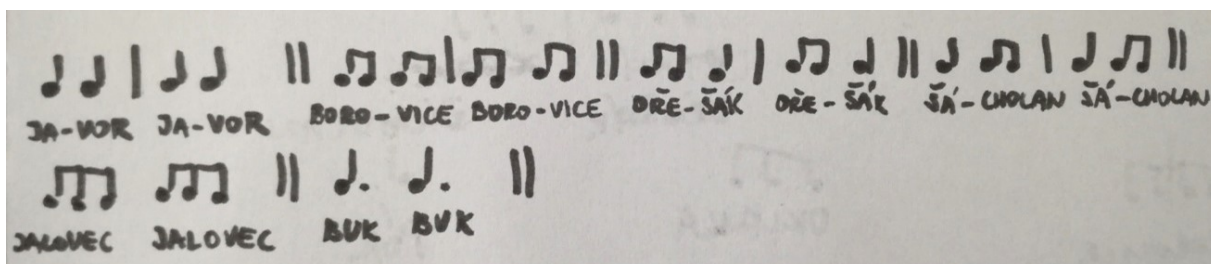 JA-VOR JA-VOR BORO-VICE BORO-VICE OŘE-ŠÁK OŘE-ŠÁK ŠÁ-CHOLAN ŠÁ-CHOLAN
JALOVEC JALOVEC BUK BUK